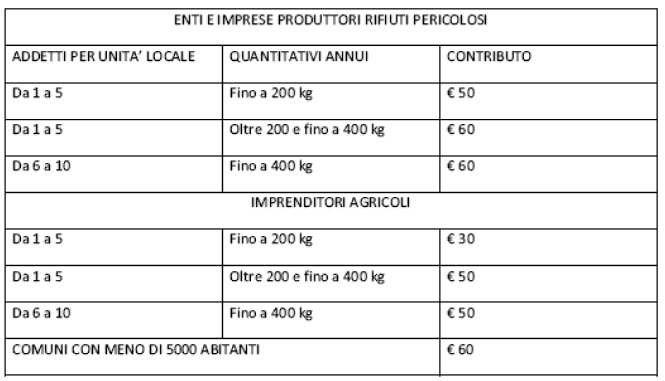 ENTI E IMPRESE PRODUTTORI RIFIUTI PERICOLOSI
ADDETTI PER UNITA’ LOCALE QUANTITATIVI ANNUI CONTRIBUTO
Da 1 a 5 Fino a 200 kg € 50
Da 1 a 5 Oltre 200 e fino a 400 kg € 60
Da 6 a 10 Fino a 400 kg € 60
IMPRENDITORI AGRICOLI
Da 1 a 5 Fino a 200 kg € 30
Da 1 a 5 Oltre 200 e fino a 400 kg € 50
Da 6 a 10 Fino a 400 kg € 50
COMUNI CON MENO DI 5000 ABITANTI € 60